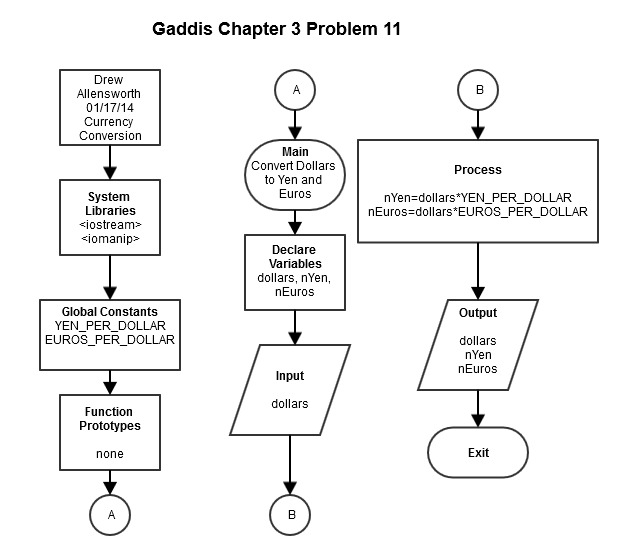 Gaddis Chapter 3 Problem 11
Drew
Allensworth
01/17/14
Currency
Conversion
System
Libraries
<iostream>
<iomanip>
Global Constants
YEN_PER_DOLLAR
EUROS_PER_DOLLAR
Function
Prototypes
none
A
A
Main
Convert Dollars
to Yen and
Euros
Declare
Variables
dollars, nYen,
nEuros
Input
dollars
B
B
Process
nYen=dollars*YEN_PER_DOLLAR
nEuros=dollars*EUROS_PER_DOLLAR
Output
dollars
nYen
nEuros
Exit